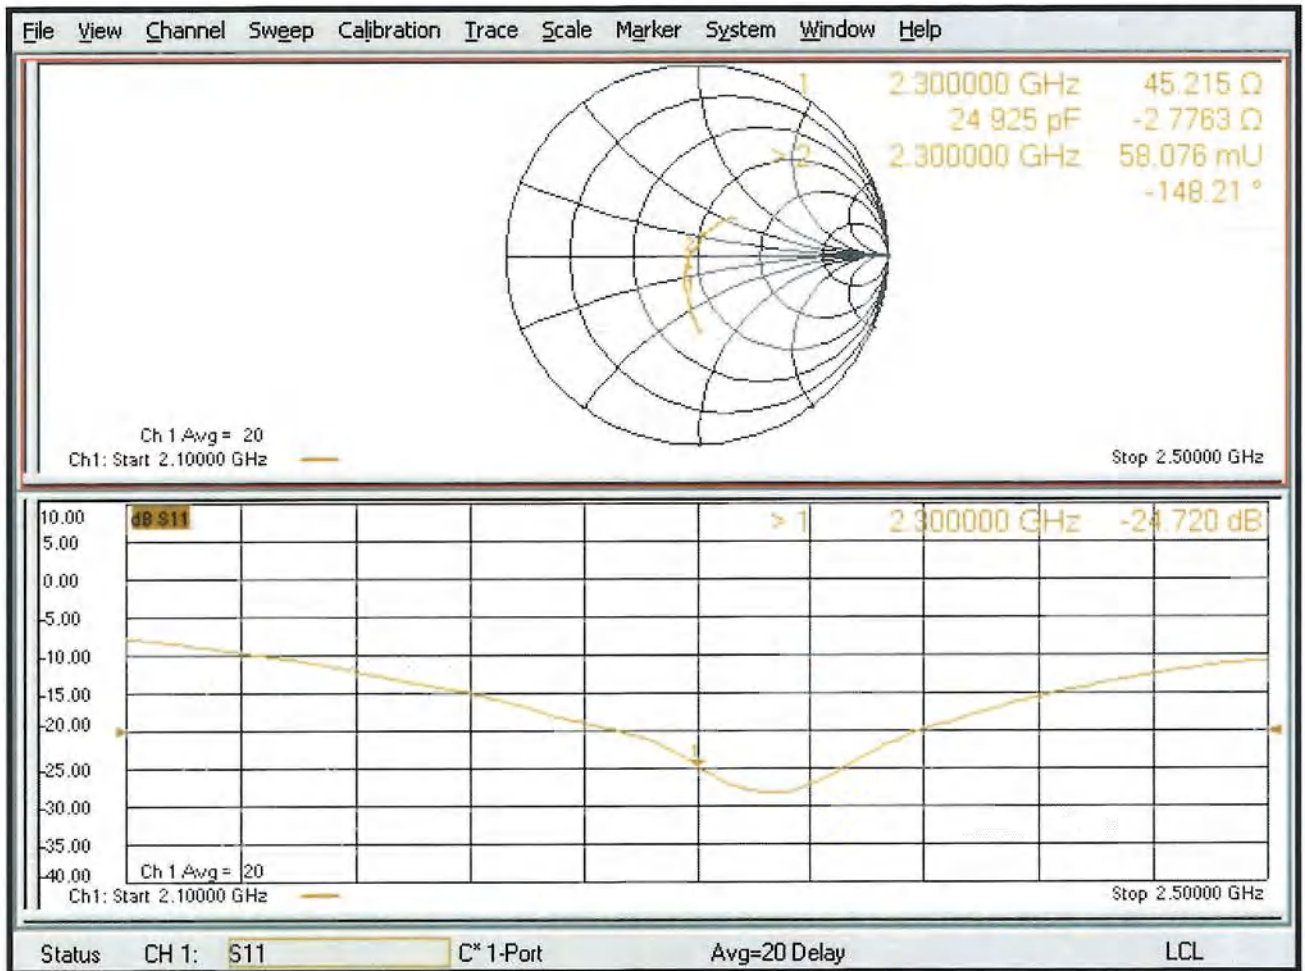 File View Channel Sweep Calibration Trace Scale Marker System Window Help
1 2.300000 GHz 45.215 Ω
24.925 pF -2.7763 Ω
> 2 2.300000 GHz 58.076 mU
-148.21 °
Ch 1 Avg = 20
Ch1: Start 2.10000 GHz
Stop 2.50000 GHz
10.00 dB S11 > 1 2.300000 GHz -24.720 dB
5.00
0.00
-5.00
-10.00
-15.00
-20.00
1
-25.00
-30.00
-35.00
-40.00
Ch 1 Avg = 20
Ch1: Start 2.10000 GHz
Stop 2.50000 GHz
Status CH 1: S11 C* 1-Port Avg=20 Delay LCL